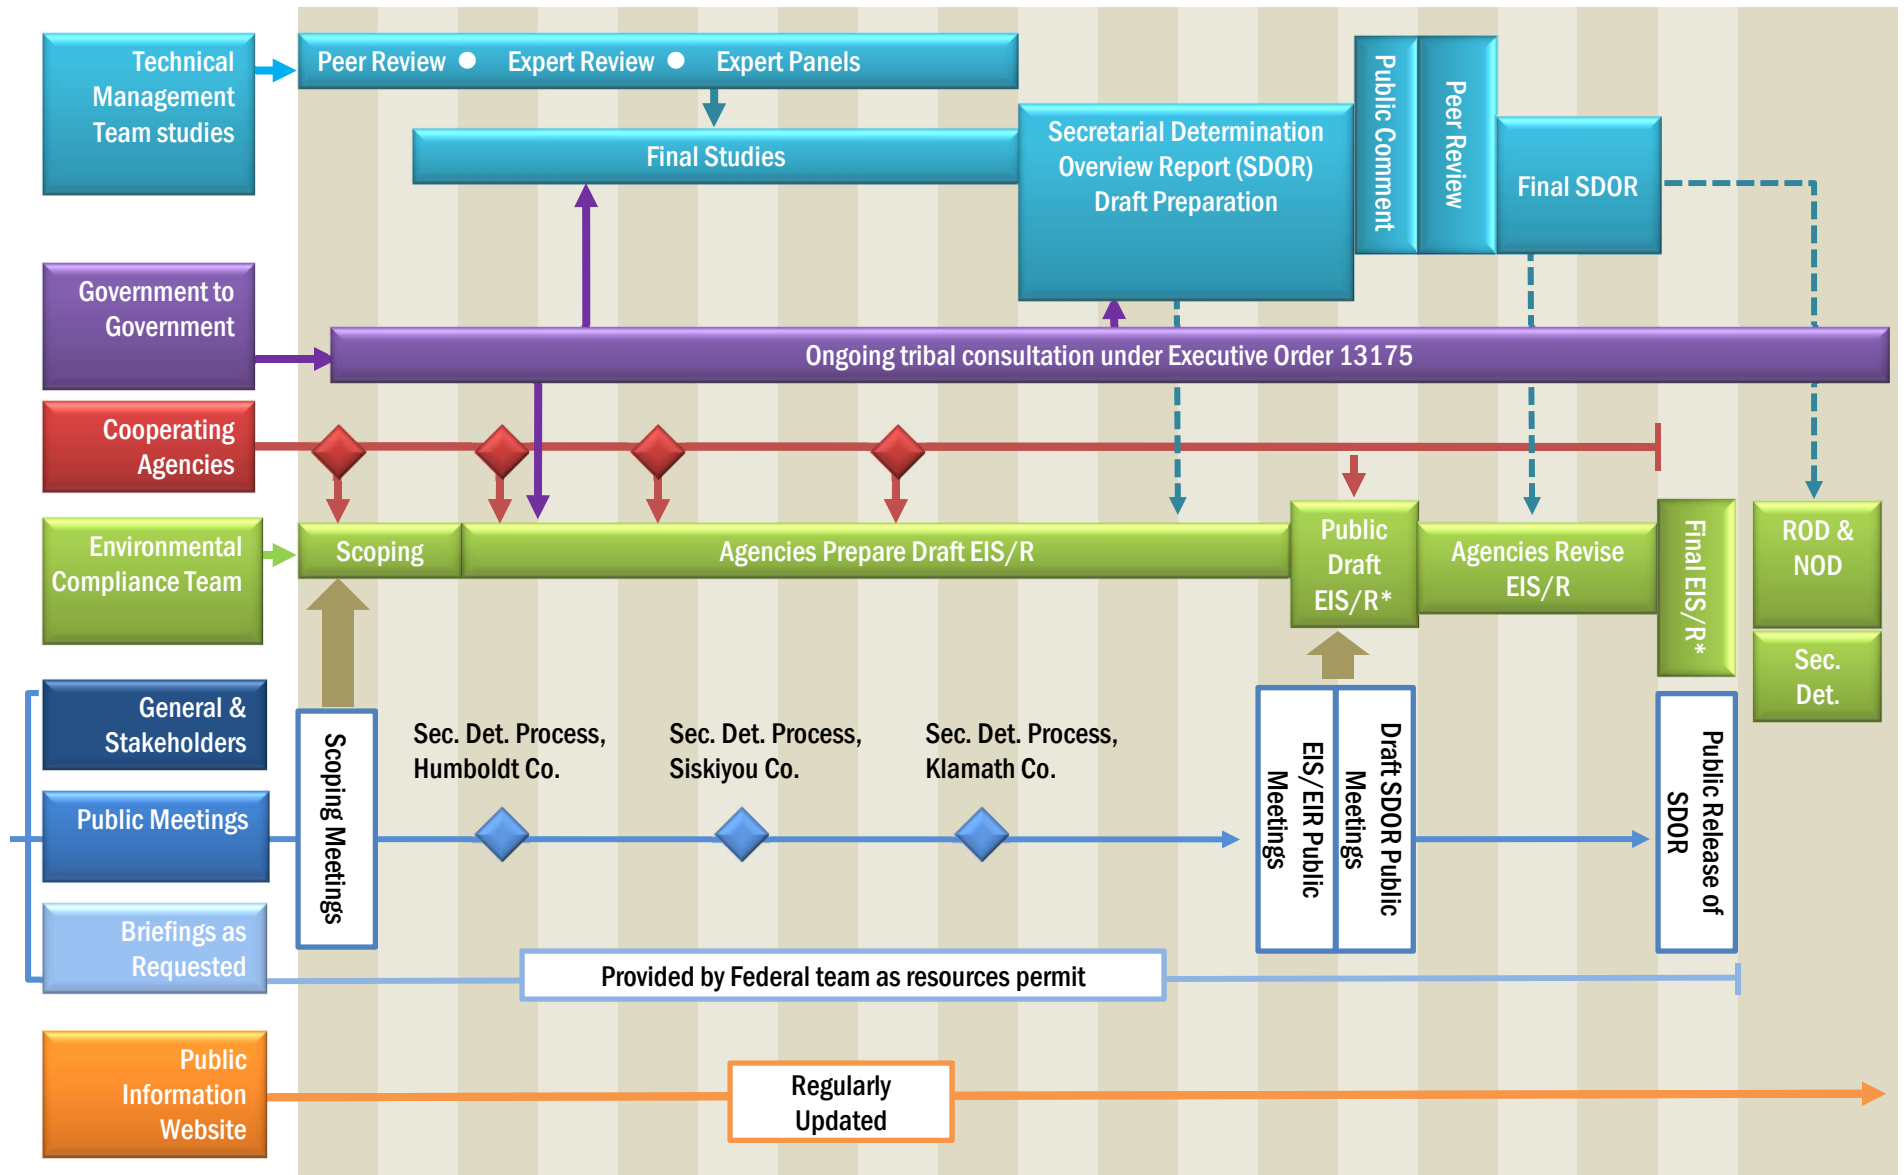 Technical
Management
Team studies
Peer Review ● Expert Review ● Expert Panels
Final Studies
Secretarial Determination
Overview Report (SDOR)
Draft Preparation
Public Comment
Peer Review
Final SDOR
Government to
Government
Ongoing tribal consultation under Executive Order 13175
Cooperating
Agencies
Environmental
Compliance Team
Scoping
Agencies Prepare Draft EIS/R
Public
Draft
EIS/R*
Agencies Revise
EIS/R
Final EIS/R*
ROD &
NOD
Sec.
Det.
General &
Stakeholders
Public Meetings
Briefings as
Requested
Scoping Meetings
Sec. Det. Process,
Humboldt Co.
Sec. Det. Process,
Siskiyou Co.
Sec. Det. Process,
Klamath Co.
EIS/EIR Public
Meetings
Draft SDOR Public
Meetings
Public Release of
SDOR
Provided by Federal team as resources permit
Public
Information
Website
Regularly
Updated